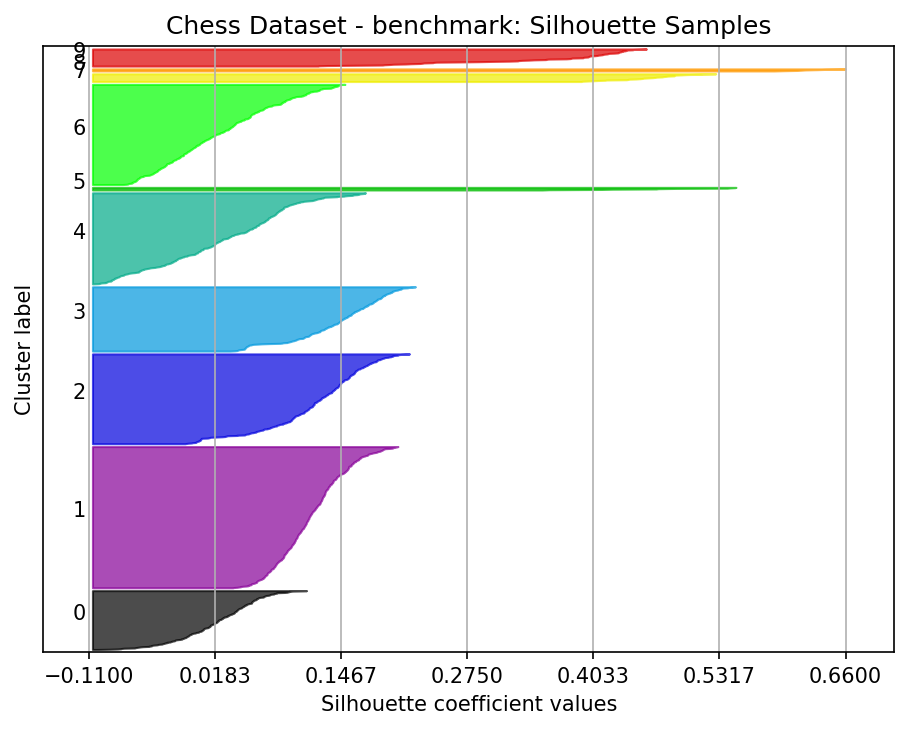 Chess Dataset - benchmark: Silhouette Samples
9
8
7
6
5
4
3
2
1
0
Cluster label
−0.1100 0.0183 0.1467 0.2750 0.4033 0.5317 0.6600
Silhouette coefficient values